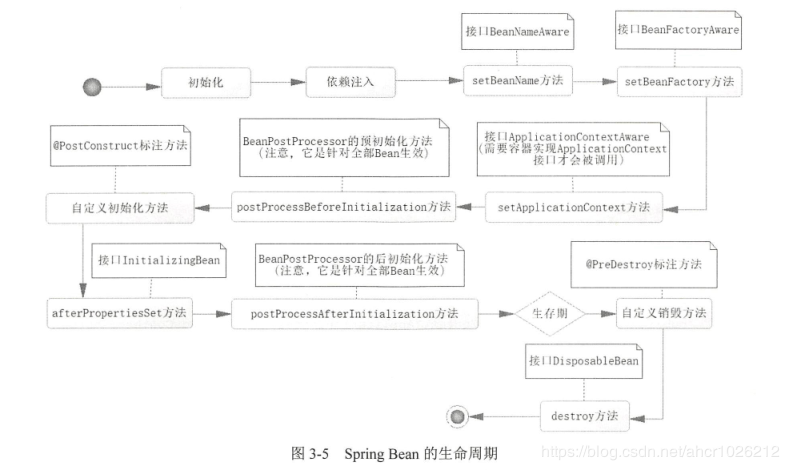 接口BeanNameAware
接口BeanFactoryAware
初始化
依赖注入
setBeanName方法
setBeanFactory方法
@PostConstruct标注方法
BeanPostProcessor的预初始化方法
(注意，它是针对全部Bean生效)
接口ApplicationContextAware
(需要容器实现ApplicationContext
接口才会被调用)
自定义初始化方法
postProcessBeforeInitialization方法
setApplicationContext方法
接口InitializingBean
BeanPostProcessor的后初始化方法
(注意，它是针对全部Bean生效)
@PreDestroy标注方法
afterPropertiesSet方法
postProcessAfterInitialization方法
生存期
自定义销毁方法
接口DisposableBean
destroy方法
图 3-5 Spring Bean 的生命周期
https://blog.csdn.net/ahcr1026212